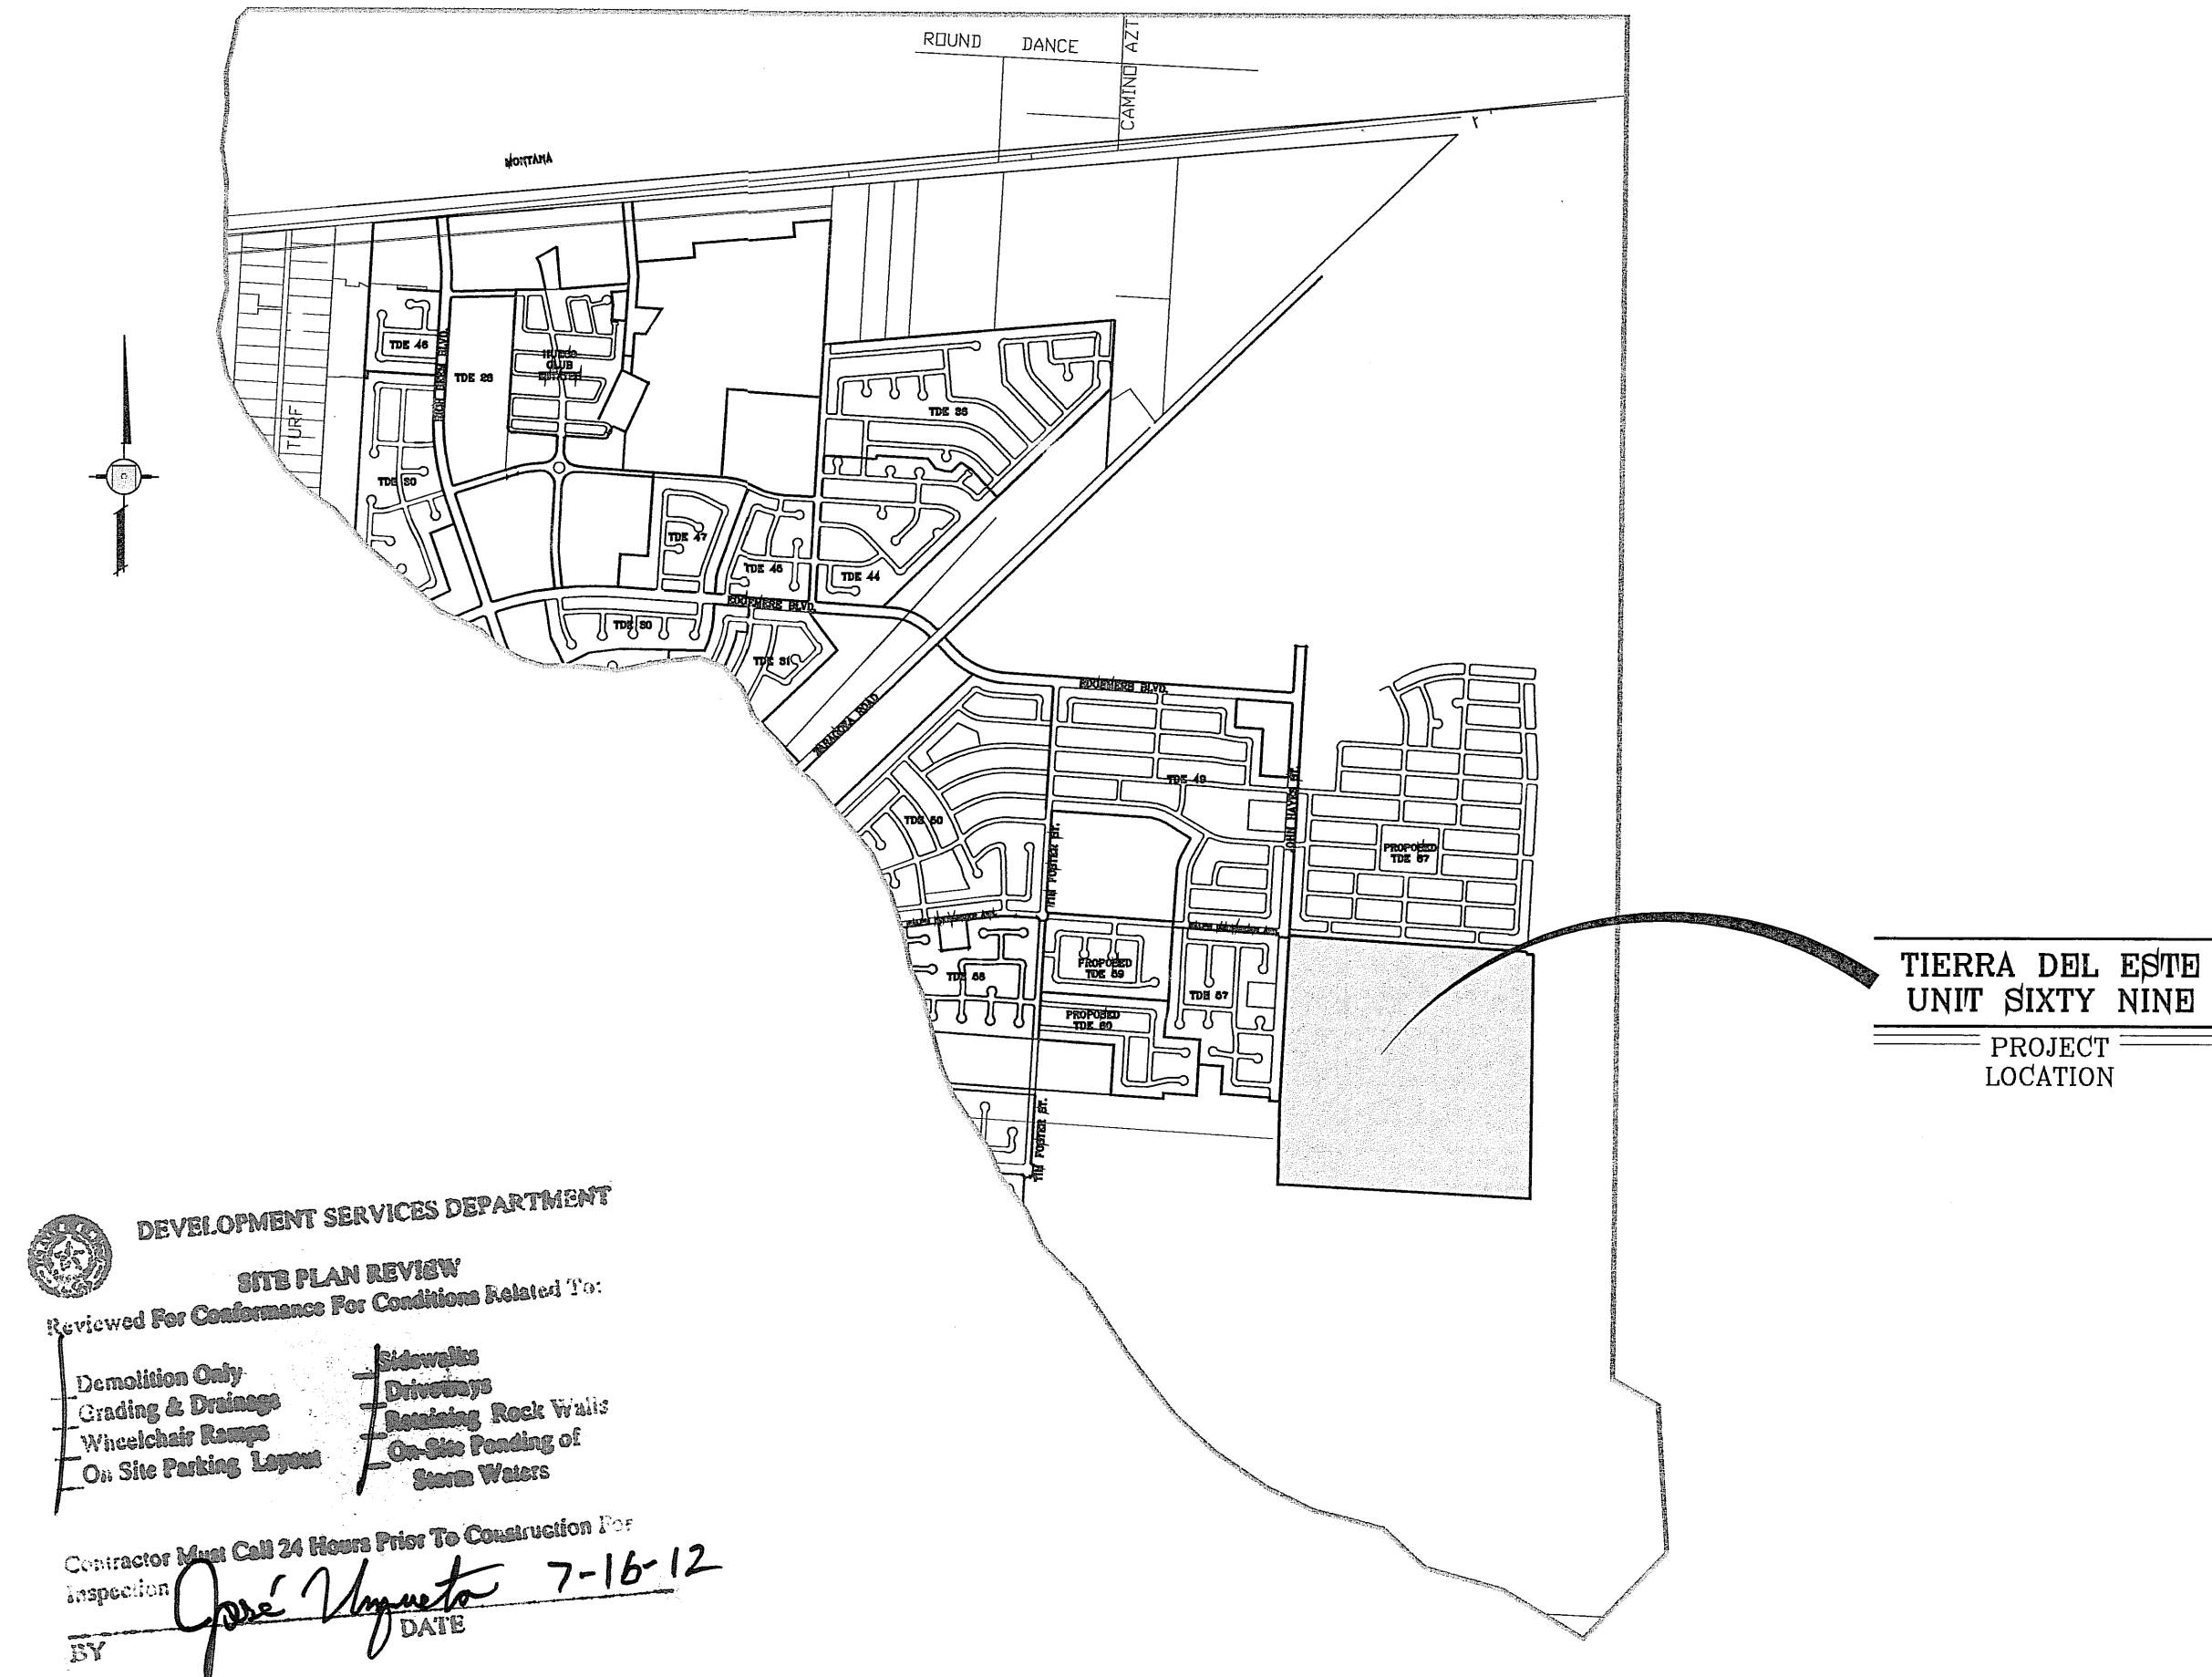 ROUND DANCE
CAMINO AZT
MONTANA
TURF
TDE 46
TDE 28
CLUB
TDE 36
TDE 30
TDE 47
TDE 45
TDE 44
EDGEMERE BLVD.
TDE 30
TDE 31
ZARAGOZA ROAD
EDGEMERE BLVD.
TDE 49
JOHN HAYES ST.
TDE 50
TIM FOSTER ST.
PROPOSED
TDE 67
TDE 58
PROPOSED
TDE 59
TDE 57
PROPOSED
TDE 60
TIM FOSTER ST.
TIERRA DEL ESTE
UNIT SIXTY NINE
PROJECT
LOCATION
DEVELOPMENT SERVICES DEPARTMENT
SITE PLAN REVIEW
Reviewed For Conformance For Conditions Related To:
Demolition Only
Grading & Drainage
Wheelchair Ramps
On Site Parking Layout
Sidewalks
Driveways
Retaining Rock Walls
On-Site Ponding of
Storm Waters
Contractor Must Call 24 Hours Prior To Construction For
Inspection
José 7-16-12
BY DATE